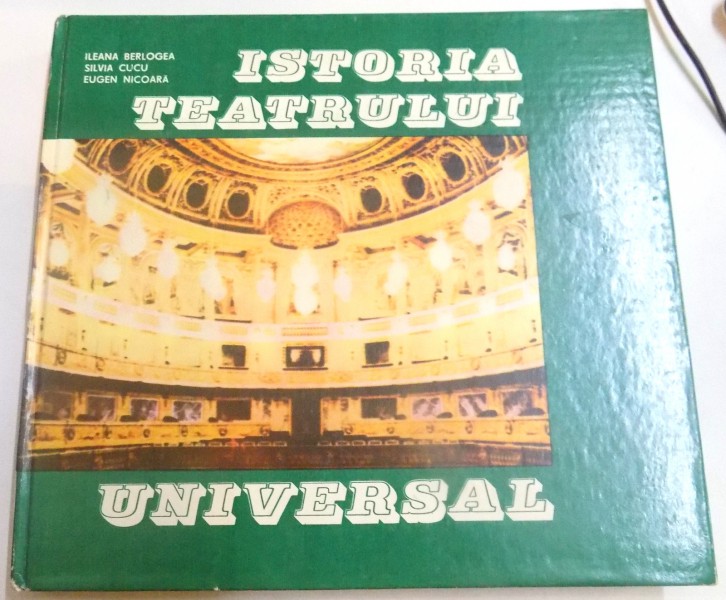 ILEANA BERLOGEA
SILVIA CUCU
EUGEN NICOARĂ
ISTORIA
TEATRULUI
UNIVERSAL